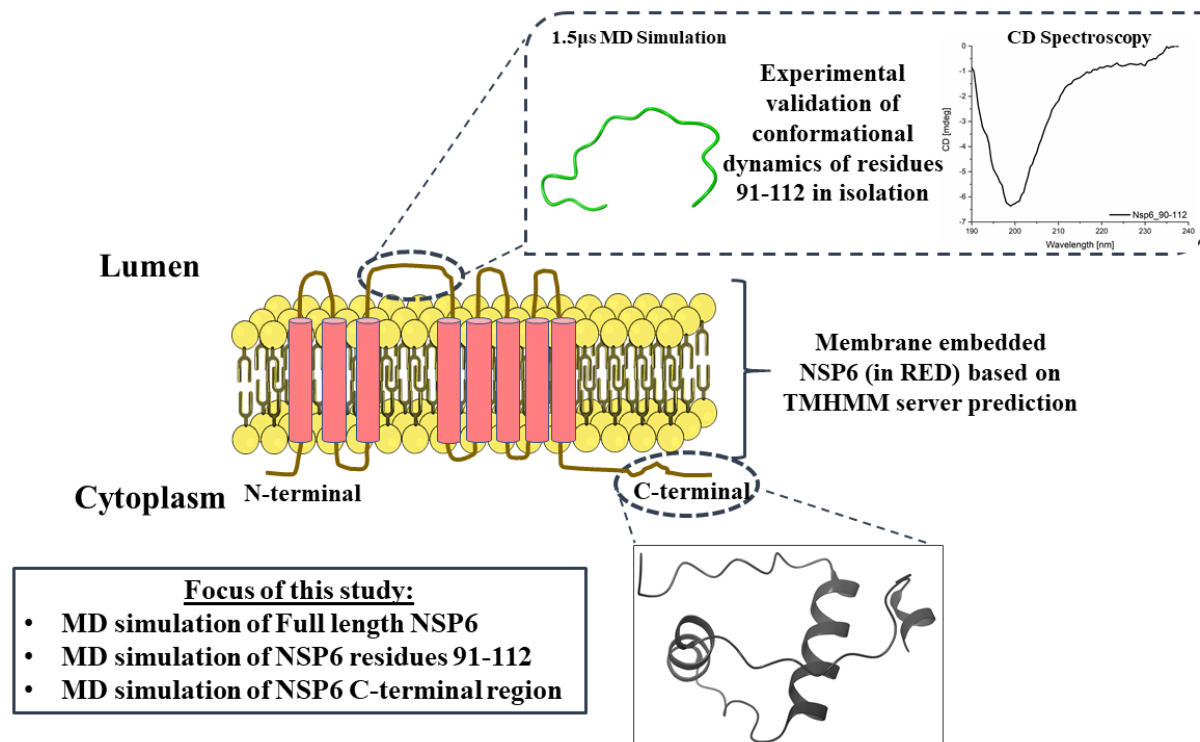 1.5μs MD Simulation
CD Spectroscopy
Experimental
validation of
conformational
dynamics of residues
91-112 in isolation
0
-1
-2
-3
-4
-5
-6
-7
CD [mdeg]
190
200
210
220
230
240
Wavelength [nm]
Nsp6_90-112
Lumen
Membrane embedded
NSP6 (in RED) based on
TMHMM server prediction
Cytoplasm
N-terminal
C-terminal
Focus of this study:
• MD simulation of Full length NSP6
• MD simulation of NSP6 residues 91-112
• MD simulation of NSP6 C-terminal region